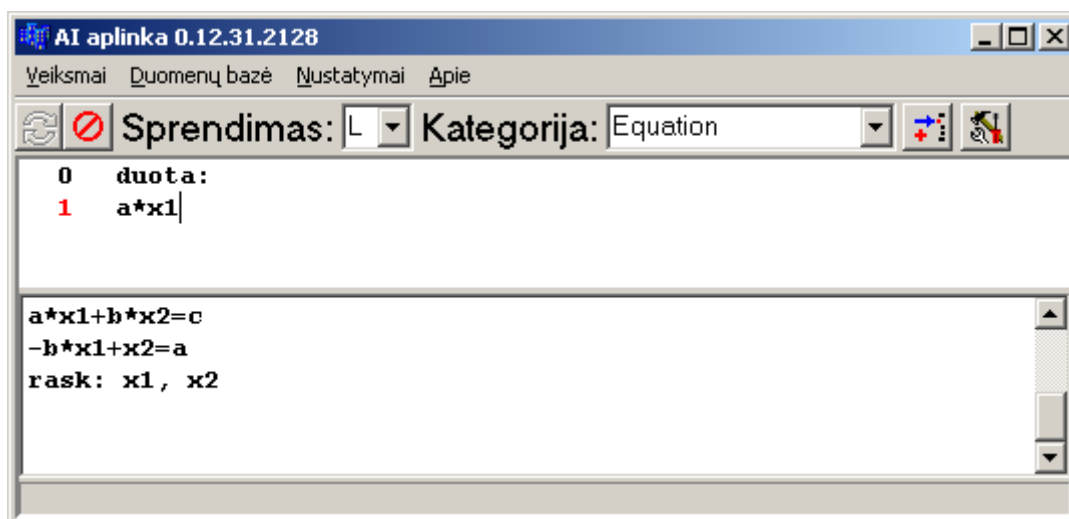 AI aplinka 0.12.31.2128
Veiksmai Duomenų bazė Nustatymai Apie
Sprendimas: L Kategorija: Equation
0 duota:
1 a*x1
a*x1+b*x2=c
-b*x1+x2=a
rask: x1, x2